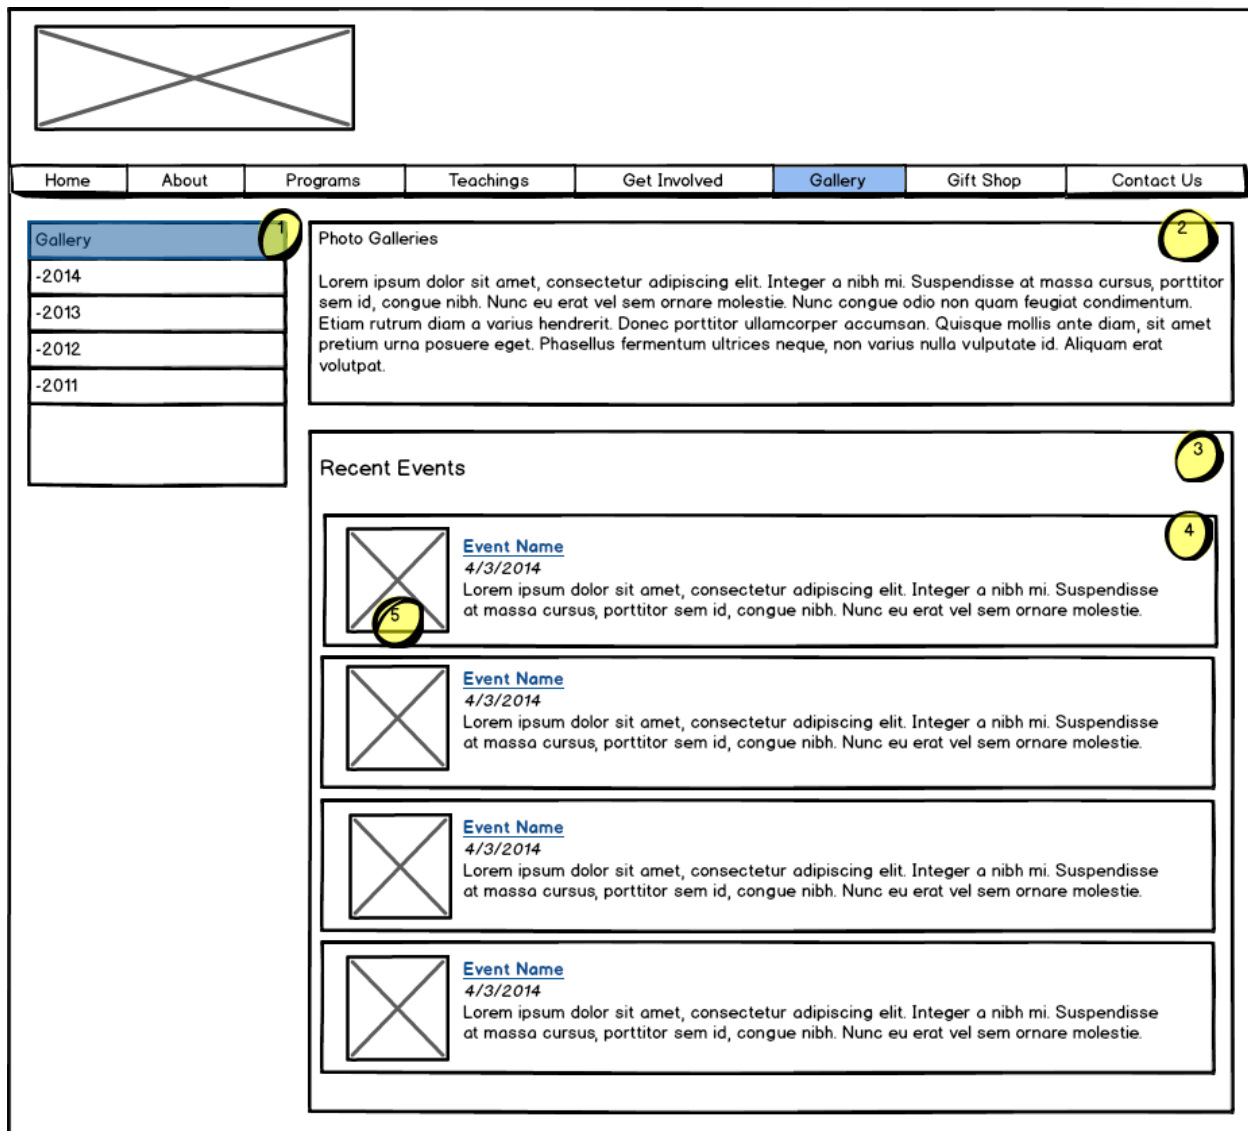 Home About Programs Teachings Get Involved Gallery Gift Shop Contact Us
Gallery
1
-2014
-2013
-2012
-2011
Photo Galleries
2
Lorem ipsum dolor sit amet, consectetur adipiscing elit. Integer a nibh mi. Suspendisse at massa cursus, porttitor
sem id, congue nibh. Nunc eu erat vel sem ornare molestie. Nunc congue odio non quam feugiat condimentum.
Etiam rutrum diam a varius hendrerit. Donec porttitor ullamcorper accumsan. Quisque mollis ante diam, sit amet
pretium urna posuere eget. Phasellus fermentum ultrices neque, non varius nulla vulputate id. Aliquam erat
volutpat.
3
Recent Events
4
Event Name
4/3/2014
Lorem ipsum dolor sit amet, consectetur adipiscing elit. Integer a nibh mi. Suspendisse
at massa cursus, porttitor sem id, congue nibh. Nunc eu erat vel sem ornare molestie.
5
Event Name
4/3/2014
Lorem ipsum dolor sit amet, consectetur adipiscing elit. Integer a nibh mi. Suspendisse
at massa cursus, porttitor sem id, congue nibh. Nunc eu erat vel sem ornare molestie.
Event Name
4/3/2014
Lorem ipsum dolor sit amet, consectetur adipiscing elit. Integer a nibh mi. Suspendisse
at massa cursus, porttitor sem id, congue nibh. Nunc eu erat vel sem ornare molestie.
Event Name
4/3/2014
Lorem ipsum dolor sit amet, consectetur adipiscing elit. Integer a nibh mi. Suspendisse
at massa cursus, porttitor sem id, congue nibh. Nunc eu erat vel sem ornare molestie.